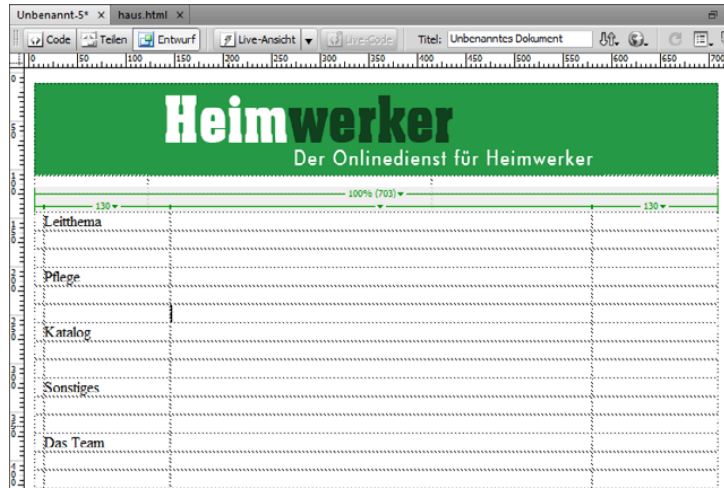 Unbenannt-5* × haus.html ×
Code Teilen Entwurf Live-Ansicht Live-Code Titel: Unbenanntes Dokument
0 50 100 150 200 250 300 350 400 450 500 550 600 650 700
Heimwerker
Der Onlinedienst für Heimwerker
100% (703)
130 130
Leitthema
Pflege
Katalog
Sonstiges
Das Team